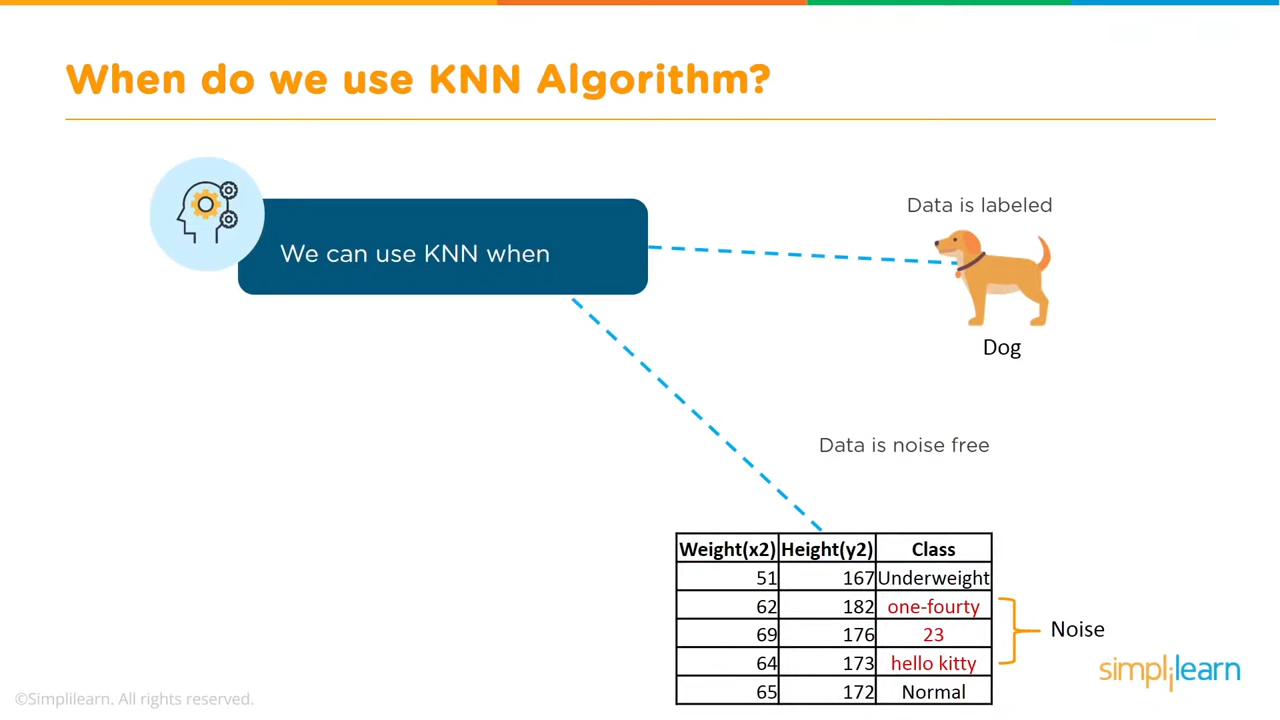 When do we use KNN Algorithm?
We can use KNN when
Data is labeled
Dog
Data is noise free
Weight(x2) Height(y2) Class
51 167 Underweight
62 182 one-fourty
69 176 23
64 173 hello kitty
65 172 Normal
Noise
simplilearn
©Simplilearn. All rights reserved.